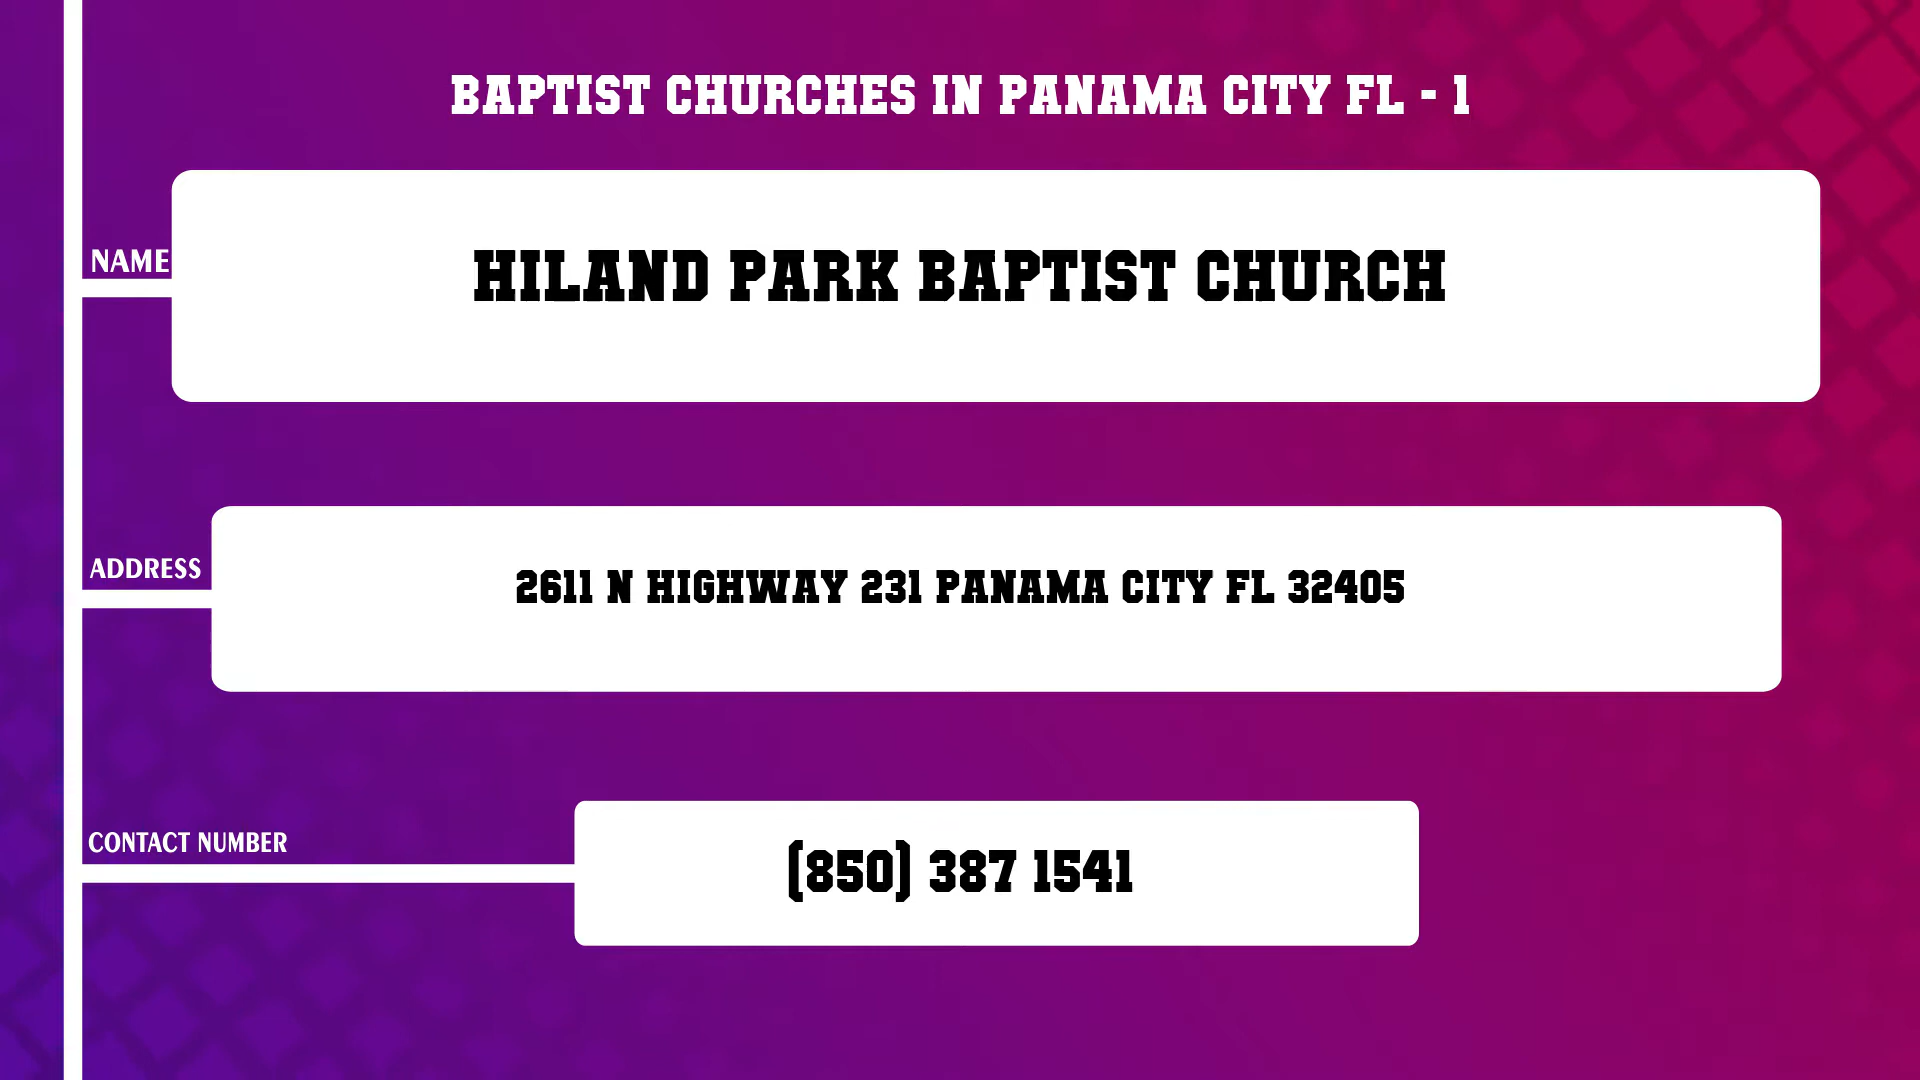 BAPTIST CHURCHES IN PANAMA CITY FL - 1
NAME
HILAND PARK BAPTIST CHURCH
ADDRESS
2611 N HIGHWAY 231 PANAMA CITY FL 32405
CONTACT NUMBER
(850) 387 1541